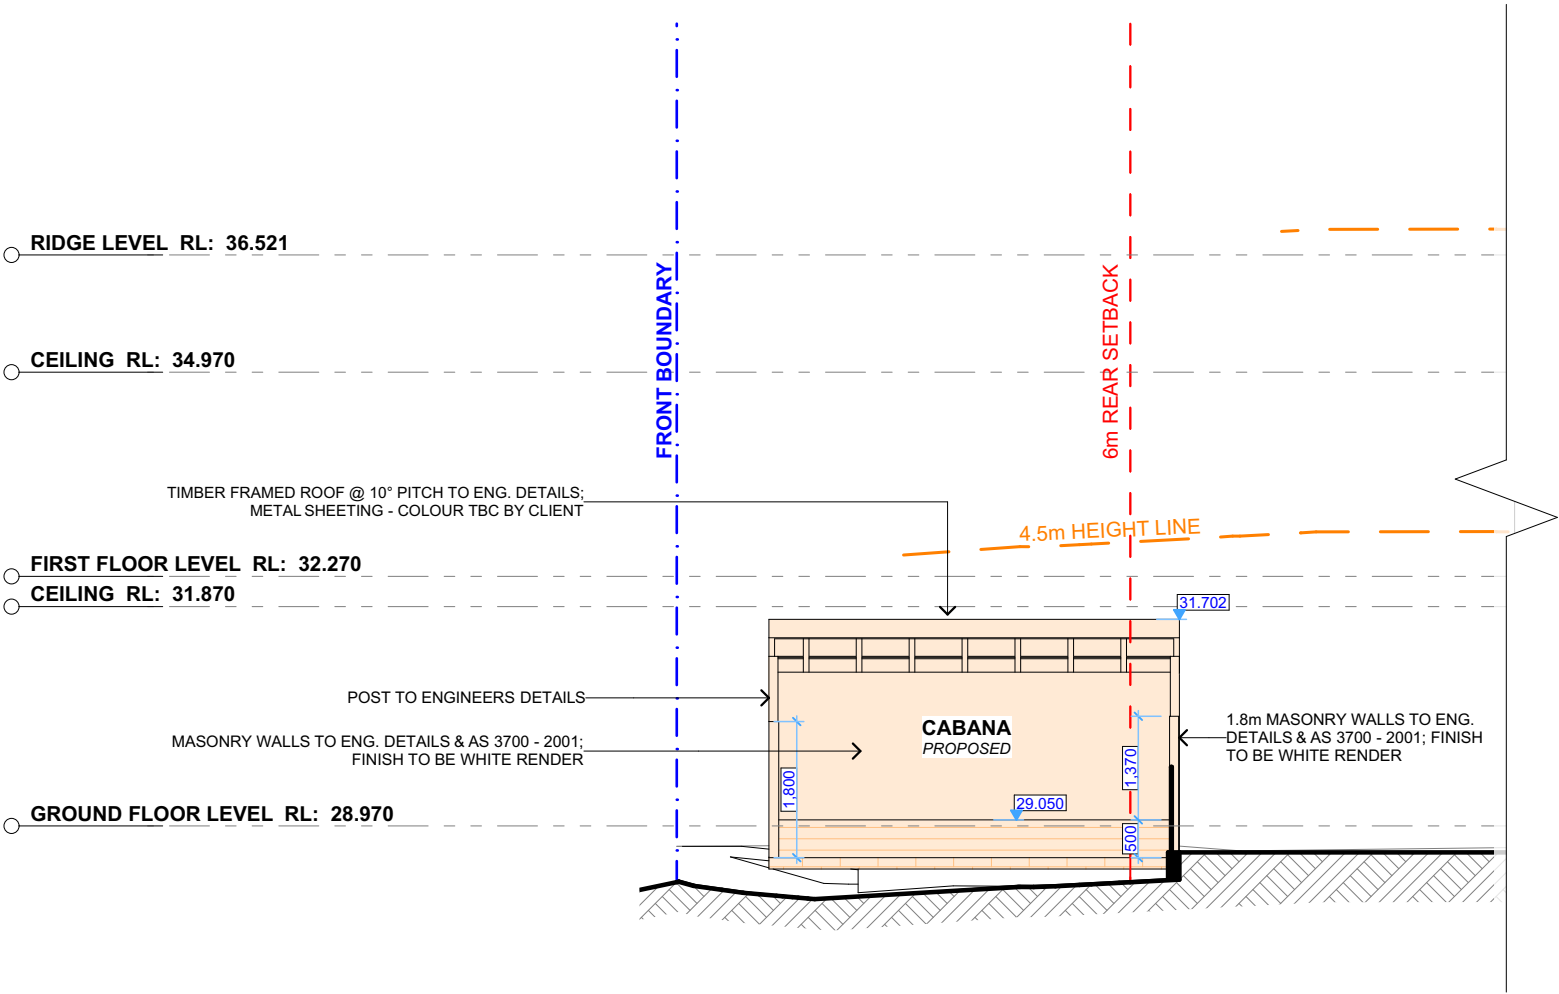 RIDGE LEVEL RL: 36.521
FRONT BOUNDARY
6m REAR SETBACK
CEILING RL: 34.970
TIMBER FRAMED ROOF @ 10° PITCH TO ENG. DETAILS;
METAL SHEETING - COLOUR TBC BY CLIENT
4.5m HEIGHT LINE
FIRST FLOOR LEVEL RL: 32.270
CEILING RL: 31.870
31.702
POST TO ENGINEERS DETAILS
MASONRY WALLS TO ENG. DETAILS & AS 3700 - 2001;
FINISH TO BE WHITE RENDER
CABANA
PROPOSED
1.8m MASONRY WALLS TO ENG.
DETAILS & AS 3700 - 2001; FINISH
TO BE WHITE RENDER
1,800
1,370
29.050
500
GROUND FLOOR LEVEL RL: 28.970